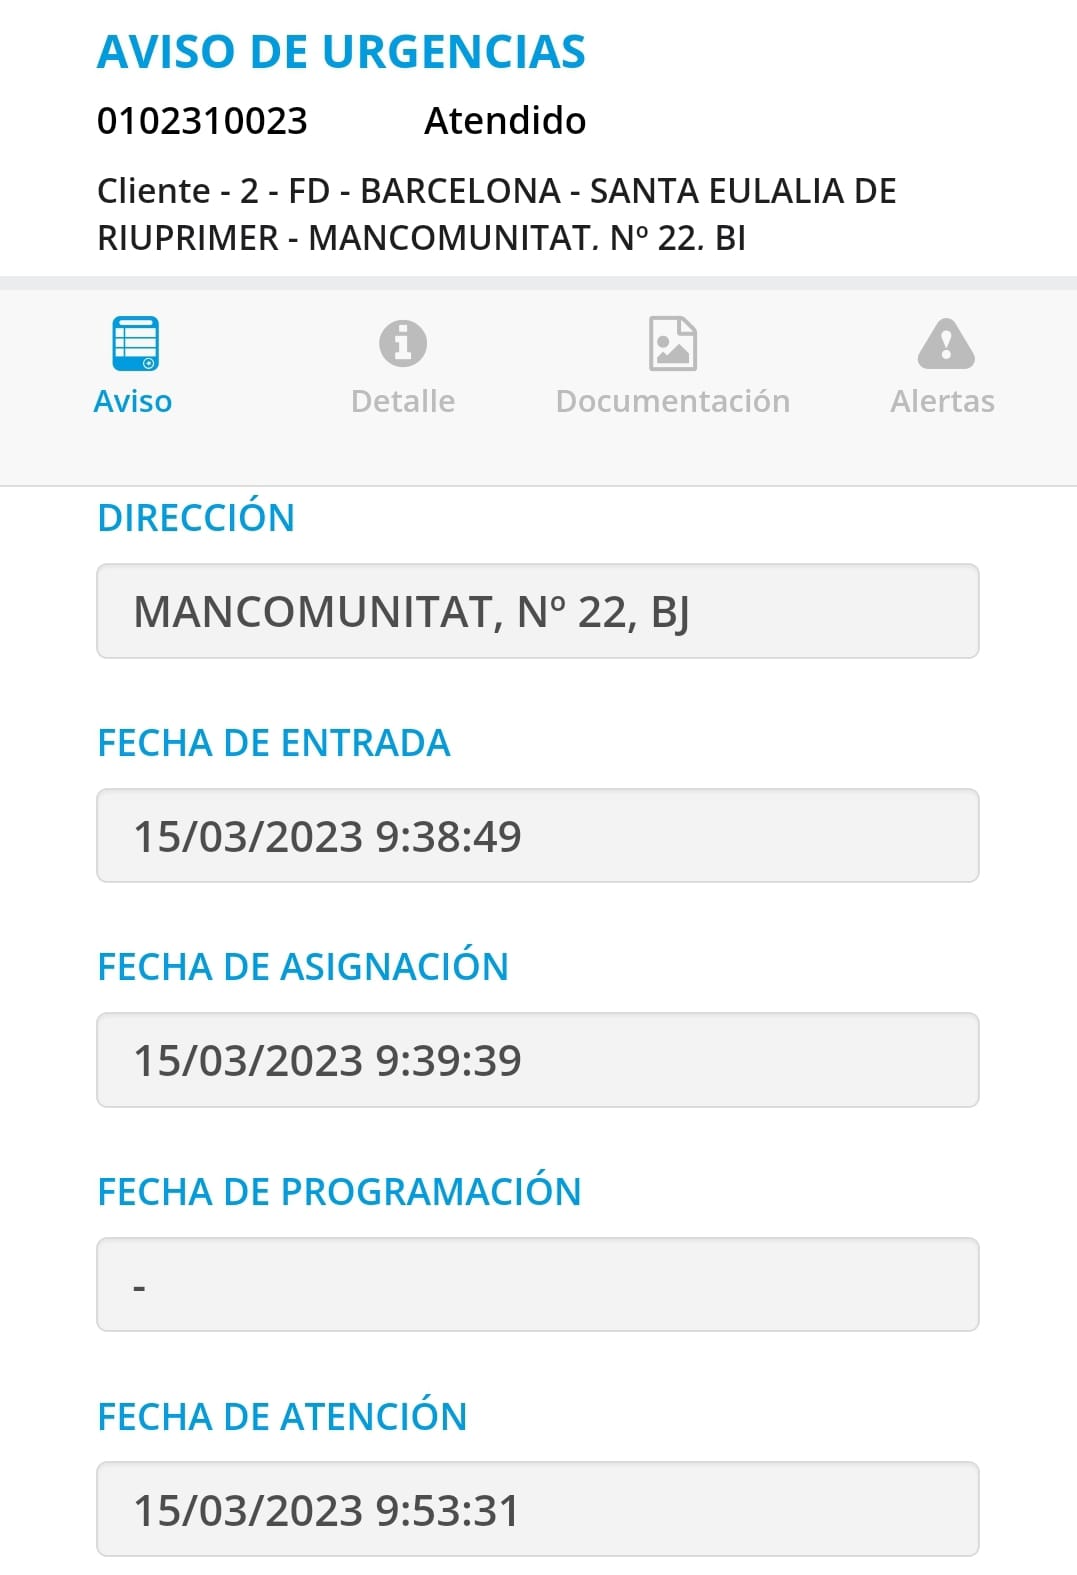 AVISO DE URGENCIAS
0102310023 Atendido
Cliente - 2 - FD - BARCELONA - SANTA EULALIA DE
RIUPRIMER - MANCOMUNITAT, Nº 22, BJ
Aviso Detalle Documentación Alertas
DIRECCIÓN
MANCOMUNITAT, Nº 22, BJ
FECHA DE ENTRADA
15/03/2023 9:38:49
FECHA DE ASIGNACIÓN
15/03/2023 9:39:39
FECHA DE PROGRAMACIÓN
-
FECHA DE ATENCIÓN
15/03/2023 9:53:31